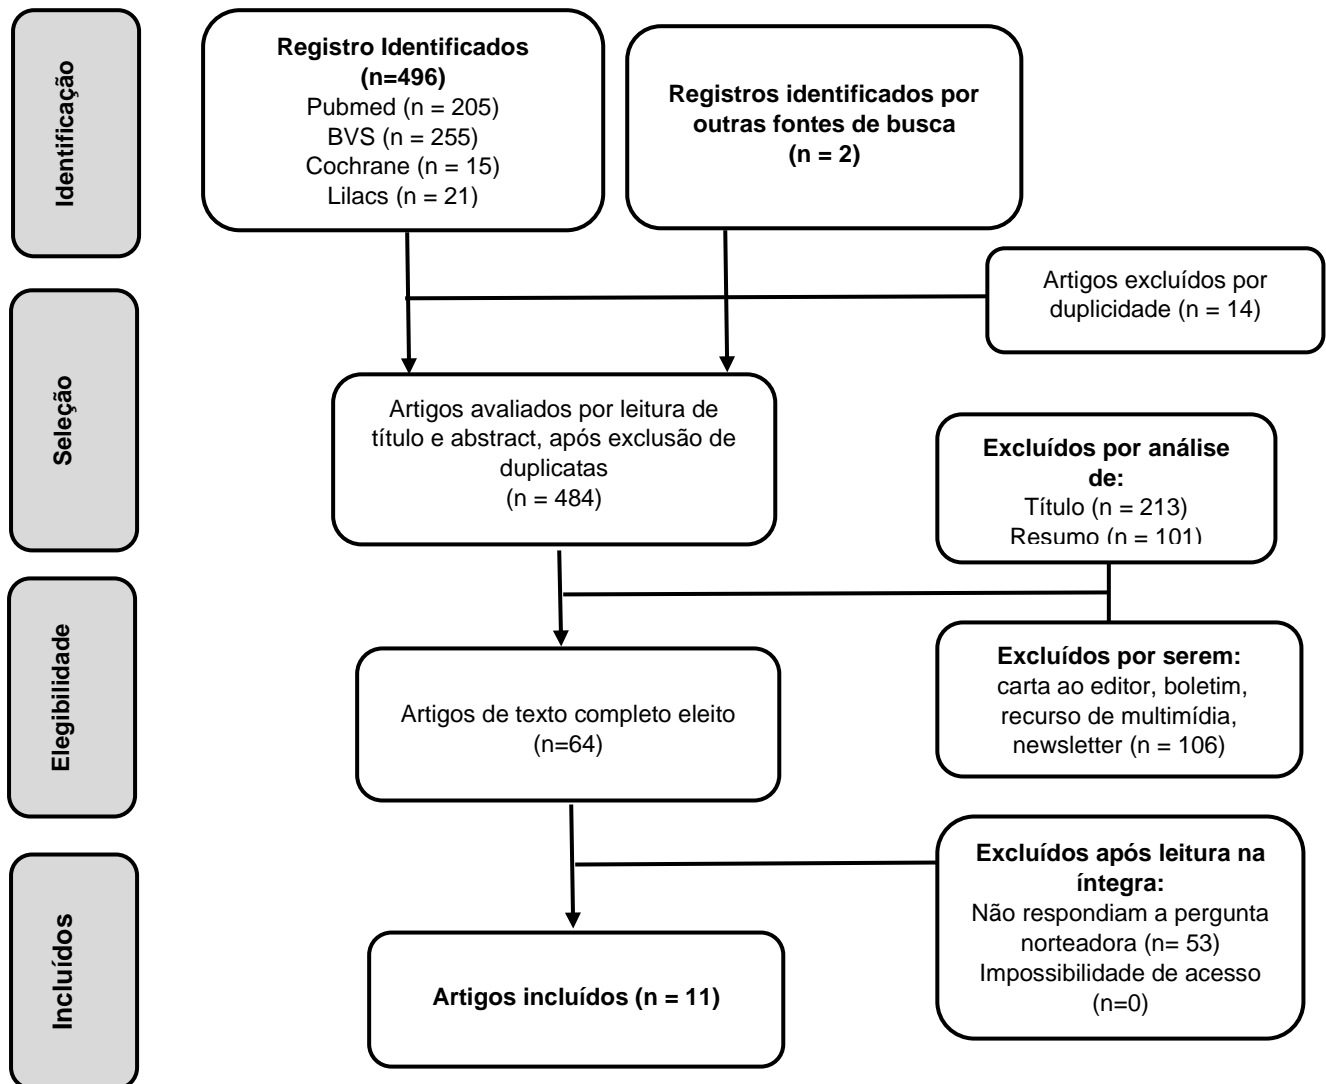 Identificação
Registro Identificados
(n=496)
Pubmed (n = 205)
BVS (n = 255)
Cochrane (n = 15)
Lilacs (n = 21)
Registros identificados por
outras fontes de busca
(n = 2)
Artigos excluídos por
duplicidade (n = 14)
Seleção
Artigos avaliados por leitura de
título e abstract, após exclusão de
duplicatas
(n = 484)
Excluídos por análise
de:
Título (n = 213)
Resumo (n = 101)
Elegibilidade
Artigos de texto completo eleito
(n=64)
Excluídos por serem:
carta ao editor, boletim,
recurso de multimídia,
newsletter (n = 106)
Excluídos após leitura na
íntegra:
Não respondiam a pergunta
norteadora (n= 53)
Impossibilidade de acesso
(n=0)
Incluídos
Artigos incluídos (n = 11)